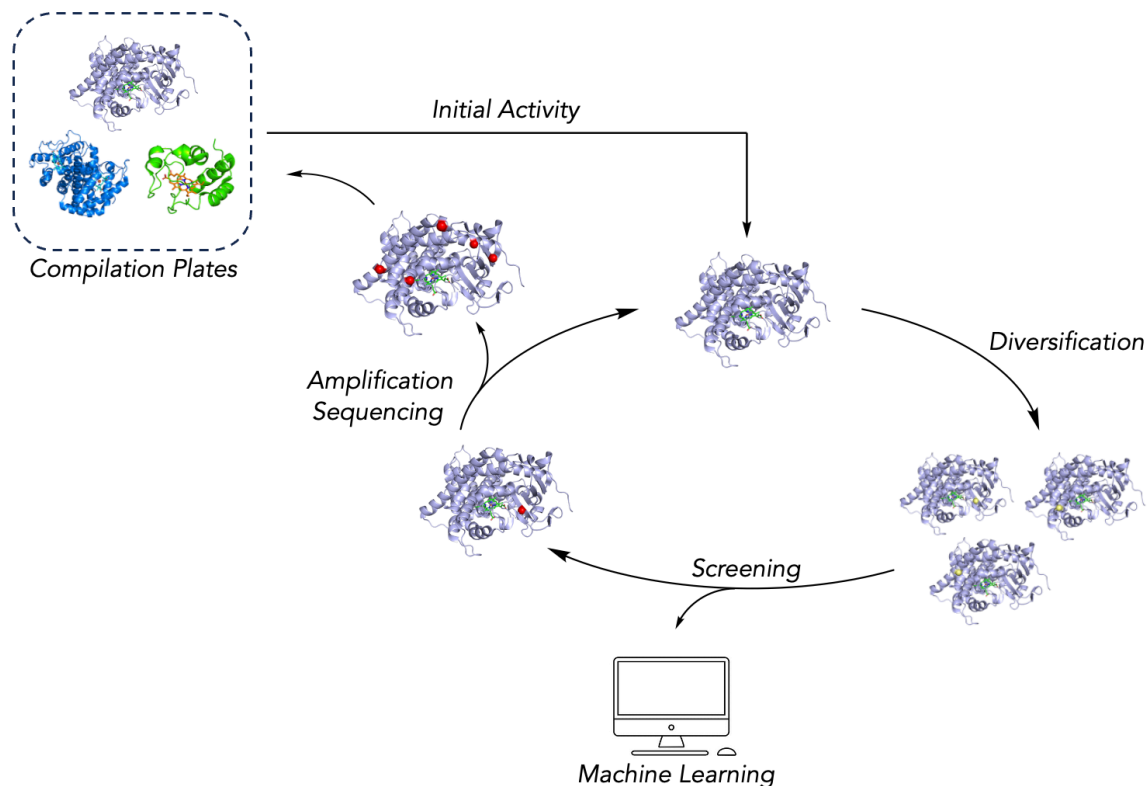 Initial Activity
Compilation Plates
Diversification
Amplification
Sequencing
Screening
Machine Learning